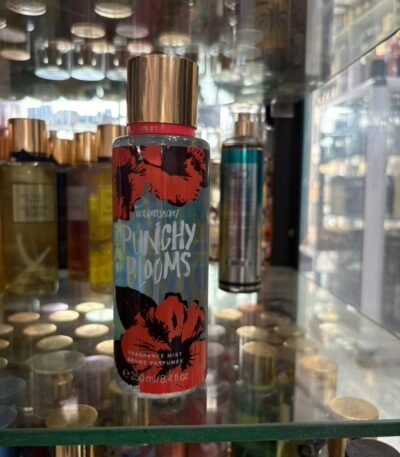 PUNCHY
BLOOMS
FRAGRANCE MIST
BRUME PARFUMÉE
e 250 ml/8.4 fl oz